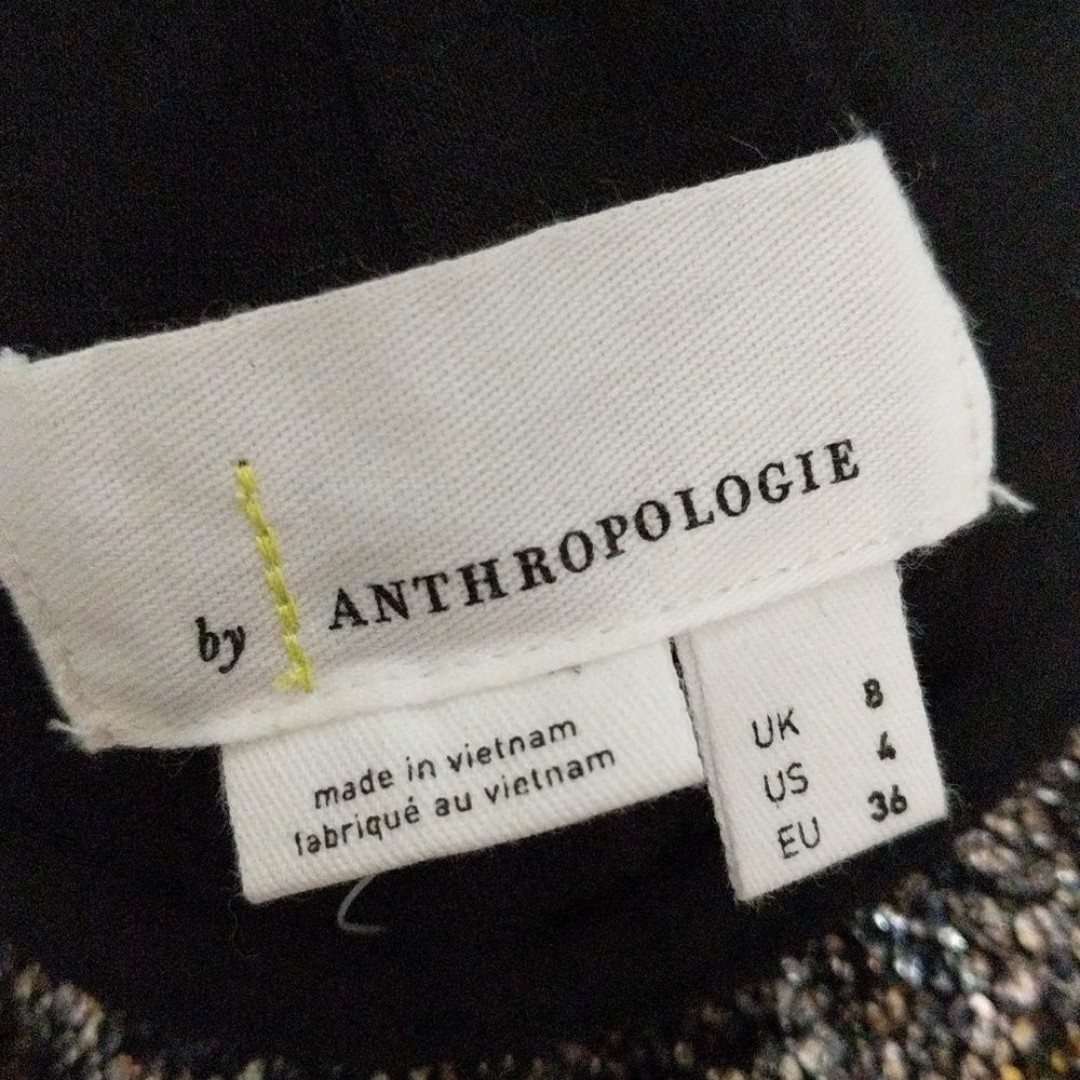 by ANTHROPOLOGIE
made in vietnam
fabriqué au vietnam
UK 8
US 4
EU 36